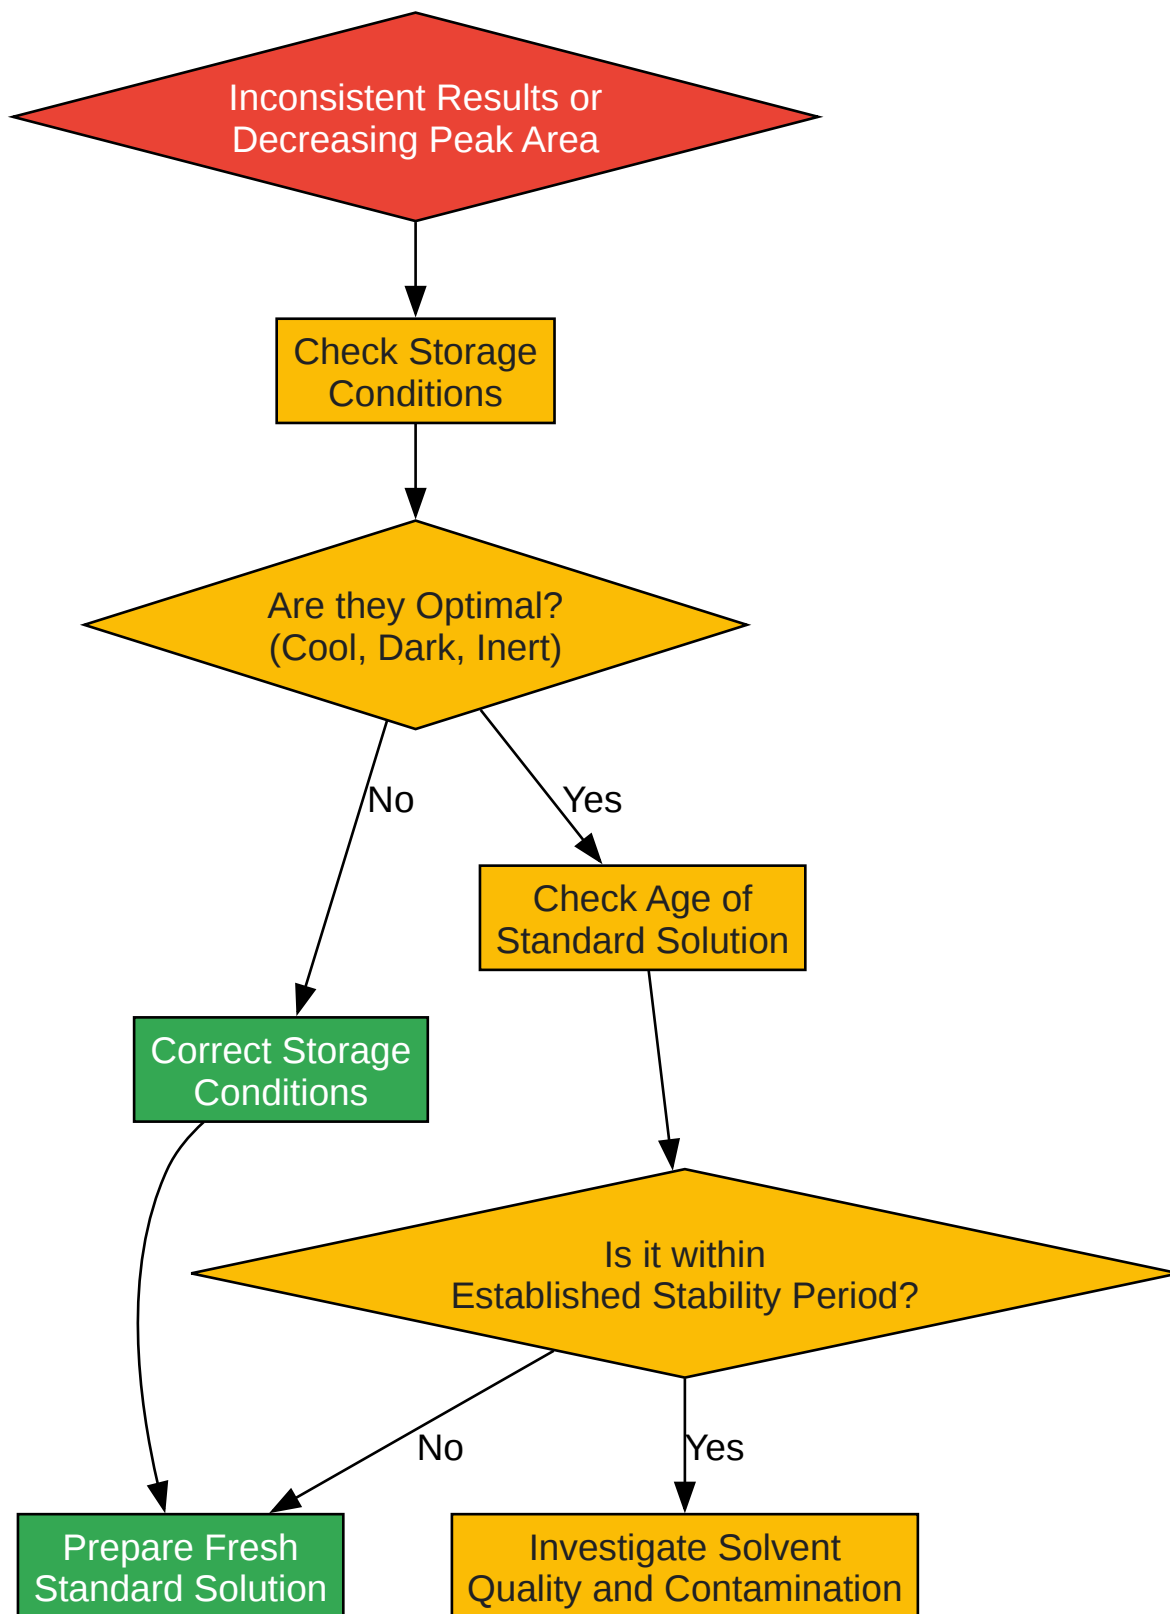 Inconsistent Results or
Decreasing Peak Area
Check Storage
Conditions
Are they Optimal?
(Cool, Dark, Inert)
No
Yes
Check Age of
Standard Solution
Correct Storage
Conditions
Is it within
Established Stability Period?
No
Yes
Prepare Fresh
Standard Solution
Investigate Solvent
Quality and Contamination